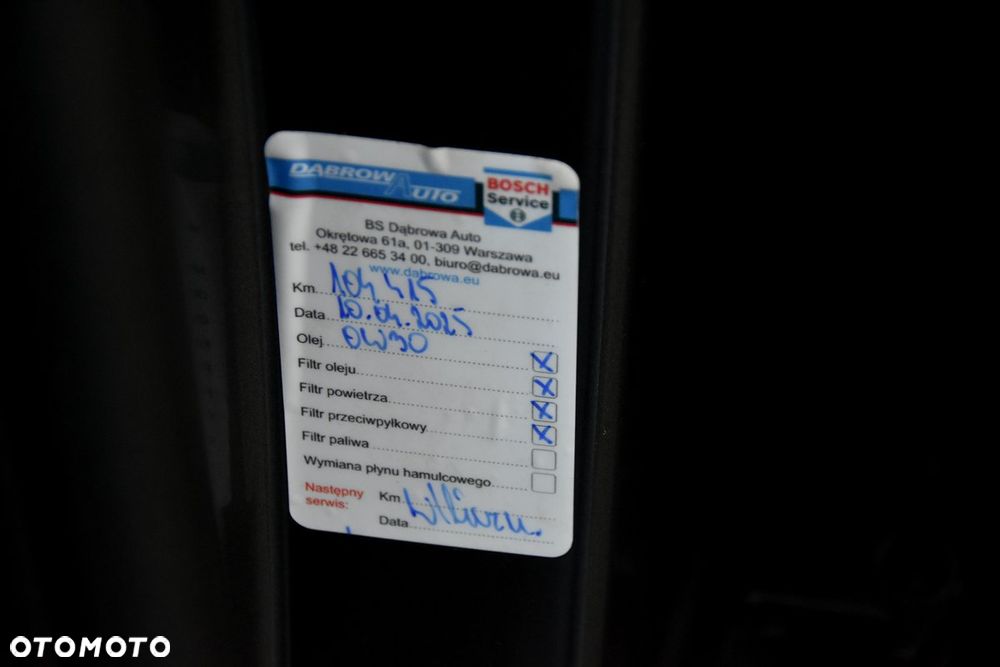 DABROWAUTO
BOSCH
Service
BS Dąbrowa Auto
Okrętowa 61a, 01-309 Warszawa
tel. +48 22 665 34 00, biuro@dabrowa.eu
www.dabrowa.eu
Km 104.415
Data 10.04.2025
Olej 0W30 X
Filtr oleju X
Filtr powietrza X
Filtr przeciwpyłkowy X
Filtr paliwa
Wymiana płynu hamulcowego
Następny serwis: Km
Data
OTOMOTO